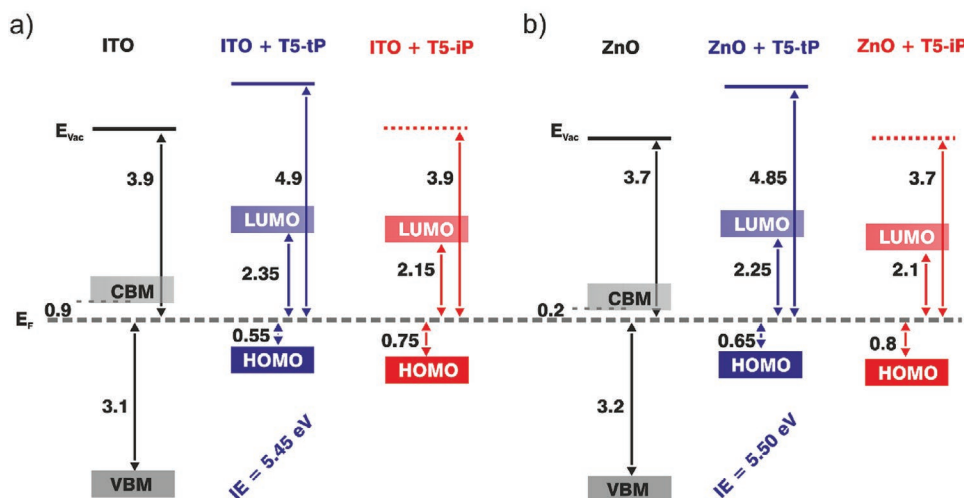 a)
ITO
ITO + T5-tP
ITO + T5-iP
E_Vac
3.9
4.9
3.9
LUMO
LUMO
2.35
2.15
CBM
0.9
E_F
0.55
0.75
HOMO
HOMO
3.1
VBM
IE = 5.45 eV
b)
ZnO
ZnO + T5-tP
ZnO + T5-iP
E_Vac
3.7
4.85
3.7
LUMO
LUMO
2.25
2.1
CBM
0.2
0.65
0.8
HOMO
HOMO
3.2
VBM
IE = 5.50 eV